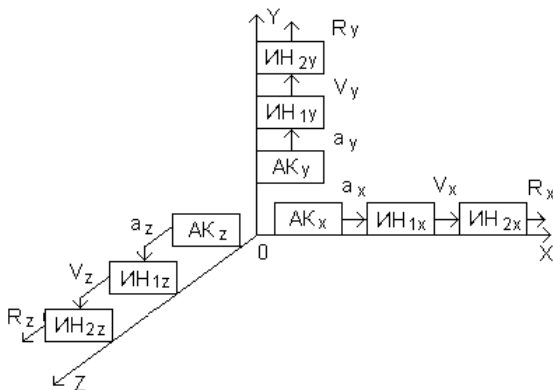 Y
Ry
ИН2y
Vy
ИН1y
ay
АКy
ax
Vx
Rx
АКx
ИН1x
ИН2x
0
X
az
АКz
Vz
ИН1z
Rz
ИН2z
Z